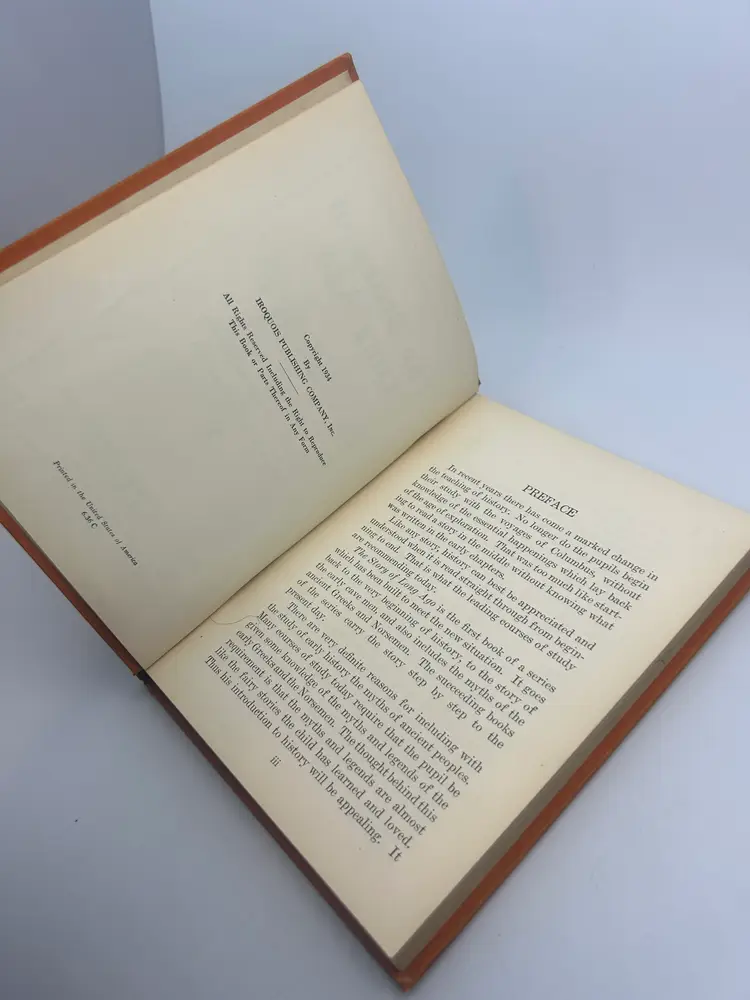 Copyright 1934
By
IROQUOIS PUBLISHING COMPANY, Inc.
All Rights Reserved Including the Right to Reproduce
This Book or Parts Thereof in Any Form
Printed in the United States of America
6.36 C
PREFACE
In recent years there has come a marked change in
the teaching of history. No longer do the pupils begin
their study with the voyages of Columbus, without
knowledge of the essential happenings which lay back
of the age of exploration. That was too much like start-
ing to read a story in the middle without knowing what
was written in the early chapters.
Like any story, history can best be appreciated and
understood when it is read straight through from begin-
ning to end. That is what the leading courses of study
are recommending today.
The Story of Long Ago is the first book of a series
which has been built to meet the new situation. It goes
back to the very beginning of history, to the story of
the early cave men, and also includes the myths of the
ancient Greeks and Norsemen. The succeeding books
of the series carry the story step by step to the
present day.
There are very definite reasons for including with
the study of early history the myths of ancient peoples.
Many courses of study today require that the pupil be
given some knowledge of the myths and legends of the
early Greeks and the Norsemen. The thought behind this
requirement is that the myths and legends are almost
like the fairy stories the child has learned and loved.
Thus his introduction to history will be appealing. It
iii